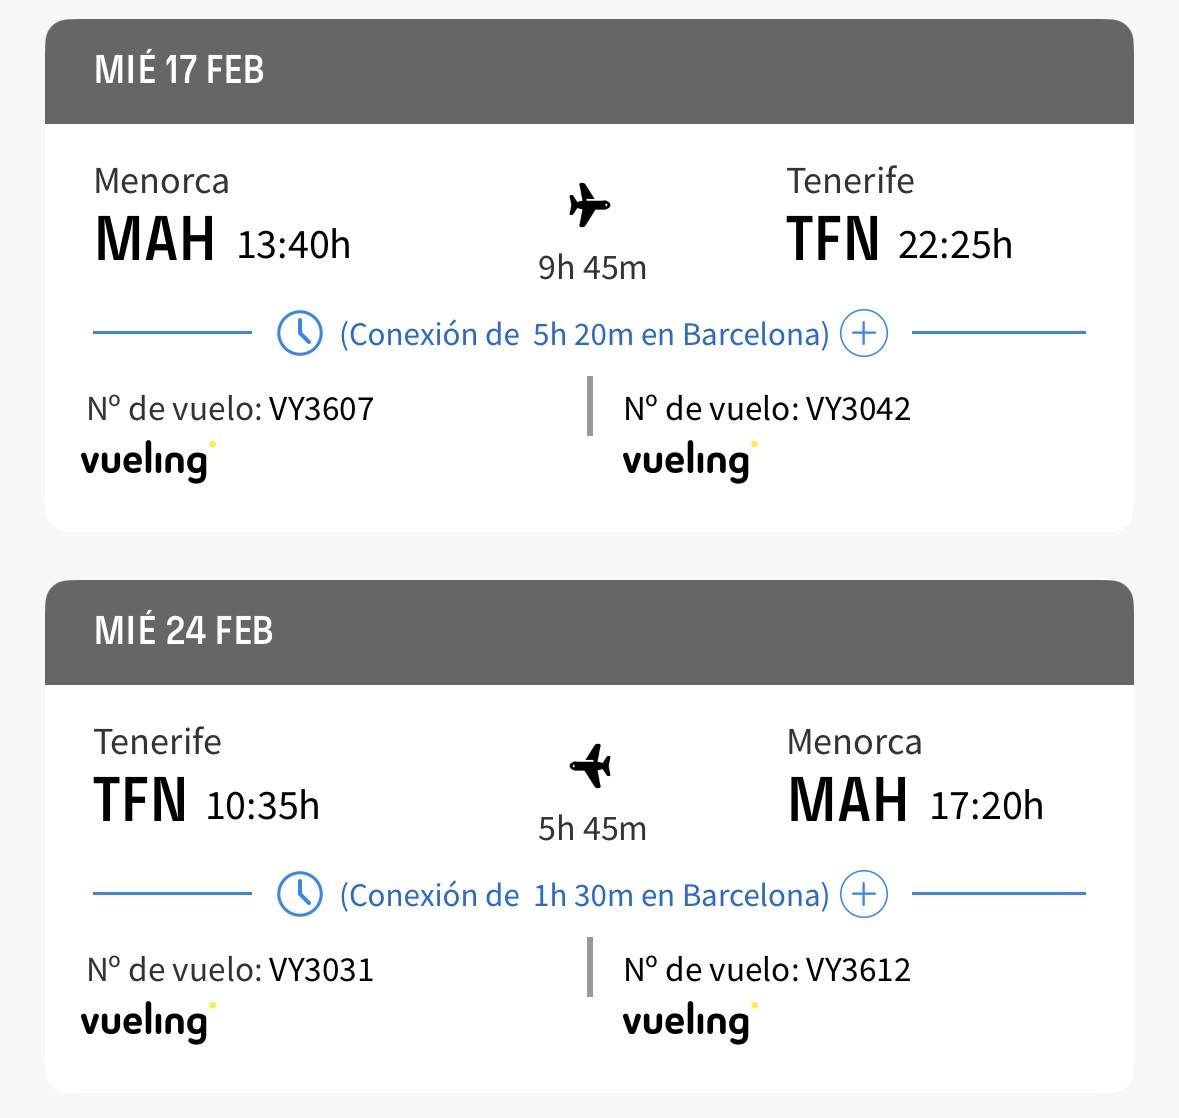 MIÉ 17 FEB
Menorca Tenerife
MAH 13:40h TFN 22:25h
9h 45m
(Conexión de 5h 20m en Barcelona)
Nº de vuelo: VY3607 Nº de vuelo: VY3042
vueling vueling
MIÉ 24 FEB
Tenerife Menorca
TFN 10:35h MAH 17:20h
5h 45m
(Conexión de 1h 30m en Barcelona)
Nº de vuelo: VY3031 Nº de vuelo: VY3612
vueling vueling